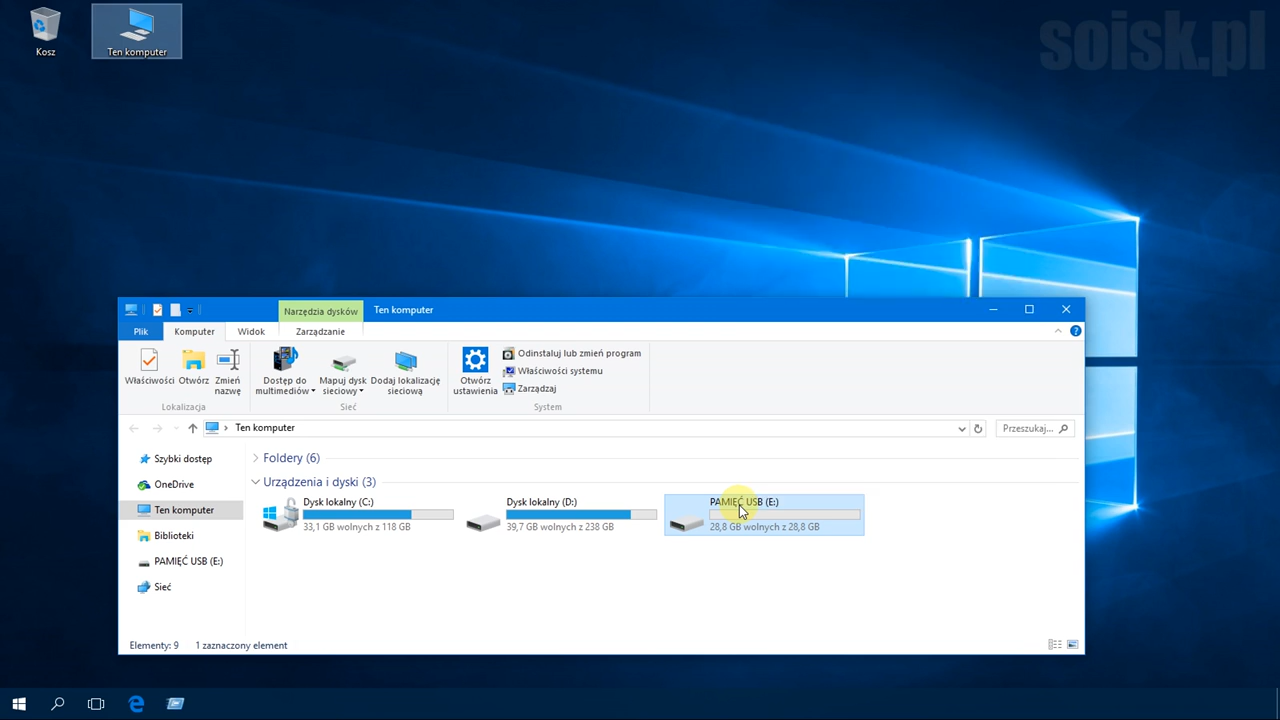 soisk.pl
Kosz
Ten komputer
Narzędzia dysków
Ten komputer
Plik
Komputer
Widok
Zarządzanie
Właściwości
Otwórz
Zmień
nazwę
Lokalizacja
Dostęp do
multimediów
Mapuj dysk
sieciowy
Dodaj lokalizację
sieciową
Sieć
Otwórz
ustawienia
Odinstaluj lub zmień program
Właściwości systemu
Zarządzaj
System
Ten komputer
Przeszukaj...
Szybki dostęp
OneDrive
Ten komputer
Biblioteki
PAMIĘĆ USB (E:)
Sieć
Foldery (6)
Urządzenia i dyski (3)
Dysk lokalny (C:)
33,1 GB wolnych z 118 GB
Dysk lokalny (D:)
39,7 GB wolnych z 238 GB
PAMIĘĆ USB (E:)
28,8 GB wolnych z 28,8 GB
Elementy: 9
1 zaznaczony element